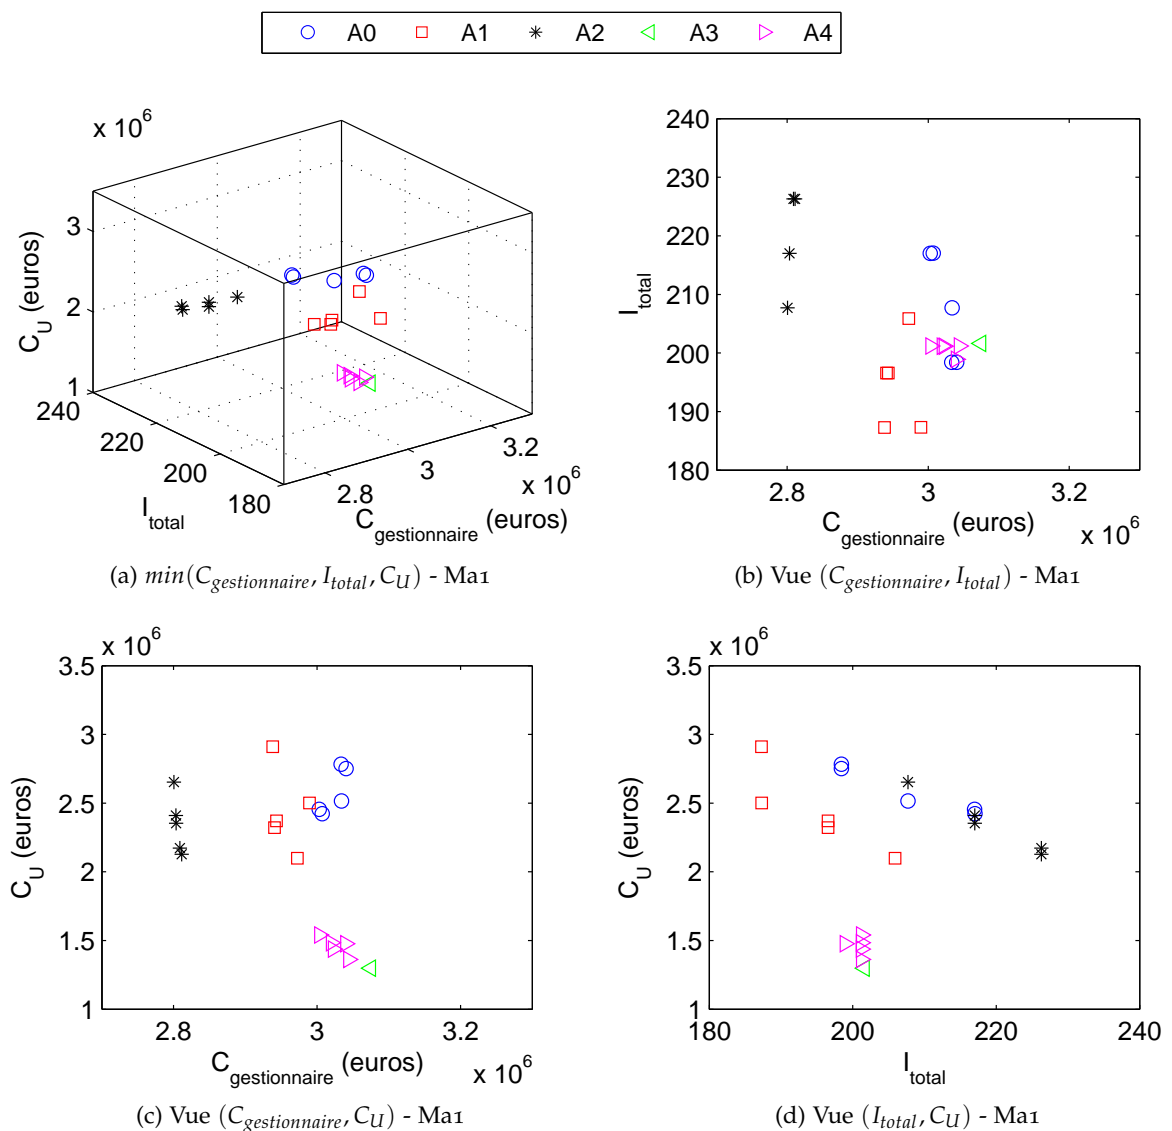 A0 A1 A2 A3 A4
x 10^6
3
2
1
C_U (euros)
240
220
200
180
I_total
2.8
3
3.2
x 10^6
C_gestionnaire (euros)
(a) min(C_gestionnaire, I_total, C_U) - Ma1
240
230
220
210
200
190
180
I_total
2.8 3 3.2
C_gestionnaire (euros)
x 10^6
(b) Vue (C_gestionnaire, I_total) - Ma1
x 10^6
3.5
3
2.5
2
1.5
1
C_U (euros)
2.8 3 3.2
C_gestionnaire (euros)
x 10^6
(c) Vue (C_gestionnaire, C_U) - Ma1
x 10^6
3.5
3
2.5
2
1.5
1
C_U (euros)
180 200 220 240
I_total
(d) Vue (I_total, C_U) - Ma1